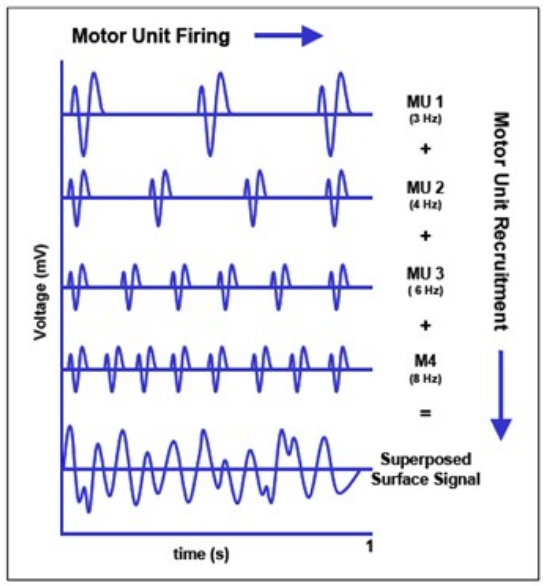 Motor Unit Firing
MU 1
(3 Hz)
+
MU 2
(4 Hz)
+
MU 3
( 6 Hz)
+
M4
(8 Hz)
=
Superposed
Surface Signal
Motor Unit Recruitment
Voltage (mV)
time (s)
1